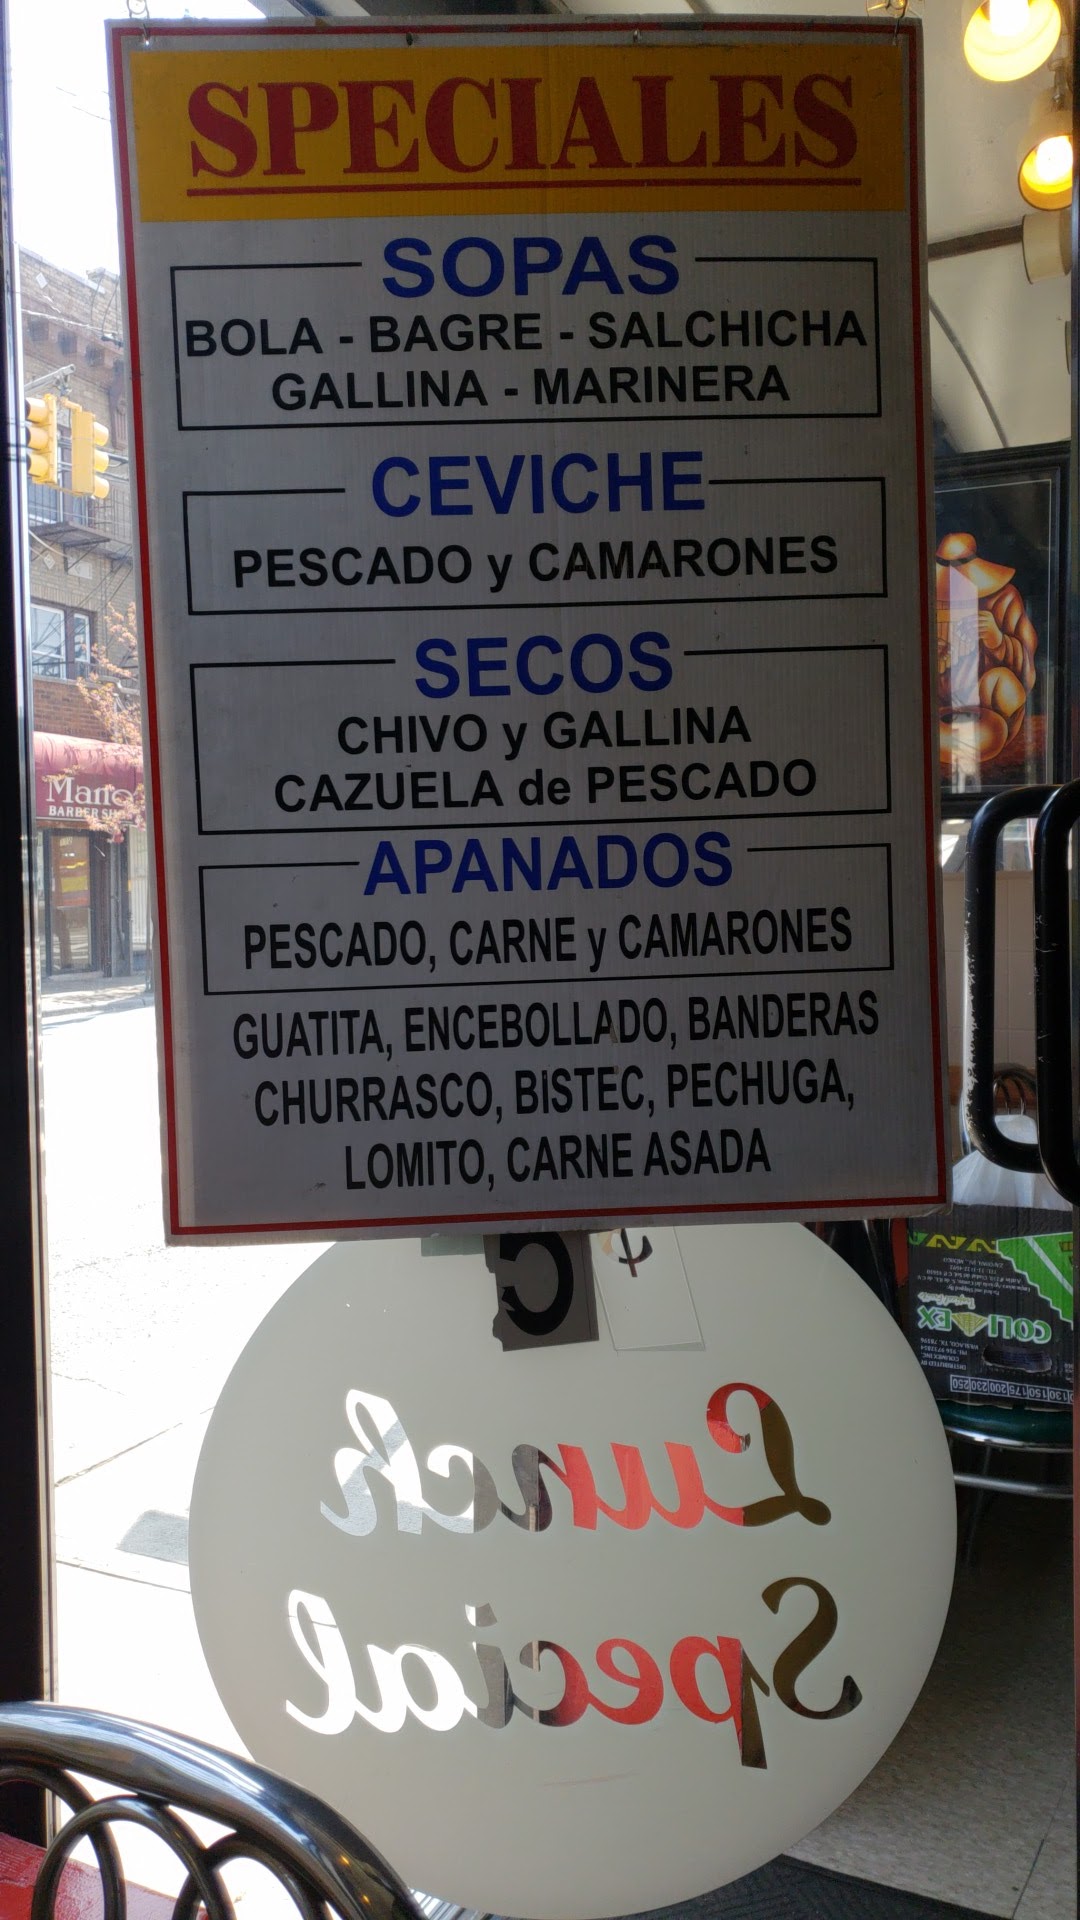 SPECIALES
SOPAS
BOLA - BAGRE - SALCHICHA
GALLINA - MARINERA
CEVICHE
PESCADO y CAMARONES
SECOS
CHIVO y GALLINA
CAZUELA de PESCADO
APANADOS
PESCADO, CARNE y CAMARONES
GUATITA, ENCEBOLLADO, BANDERAS
CHURRASCO, BISTEC, PECHUGA,
LOMITO, CARNE ASADA
Lunch
Special
BARBER
COLIMEX